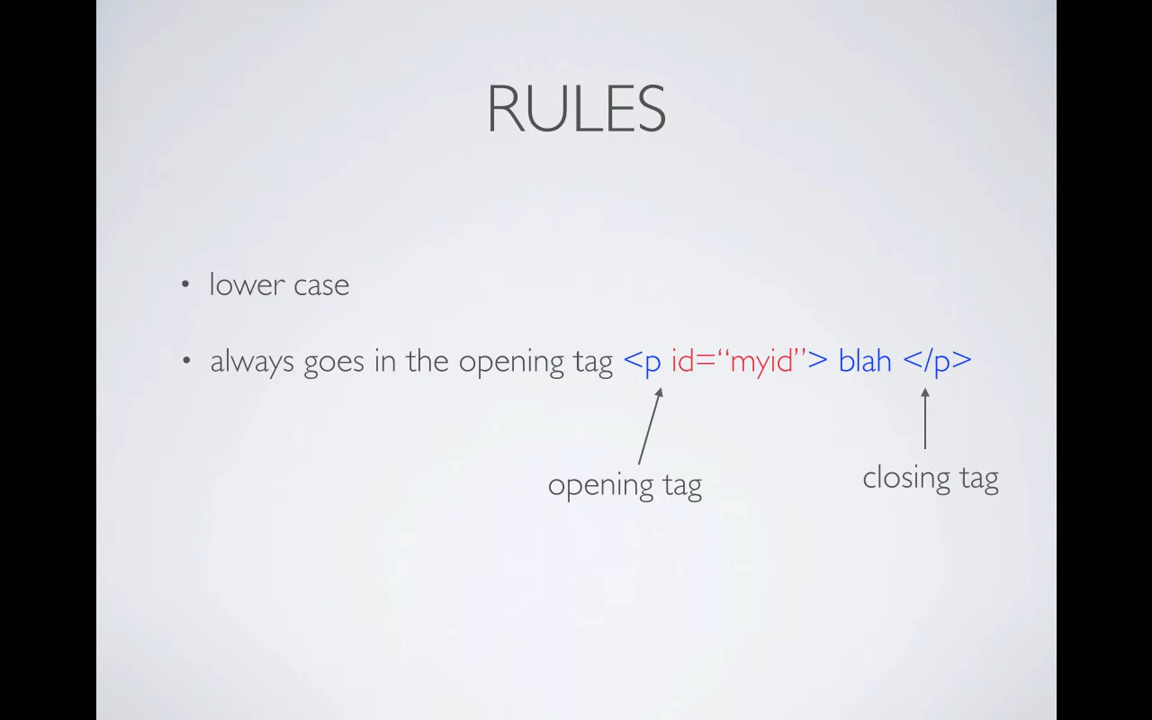 RULES
• lower case
• always goes in the opening tag <p id=“myid”> blah </p>
opening tag
closing tag